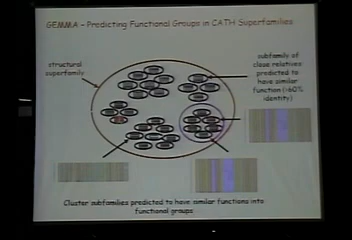 GEMMA – Predicting Functional Groups in CATH Superfamilies
structural
superfamily
subfamily of
close relatives
predicted to
have similar
function (>60%
identity)
Cluster subfamilies predicted to have similar functions into
functional groups